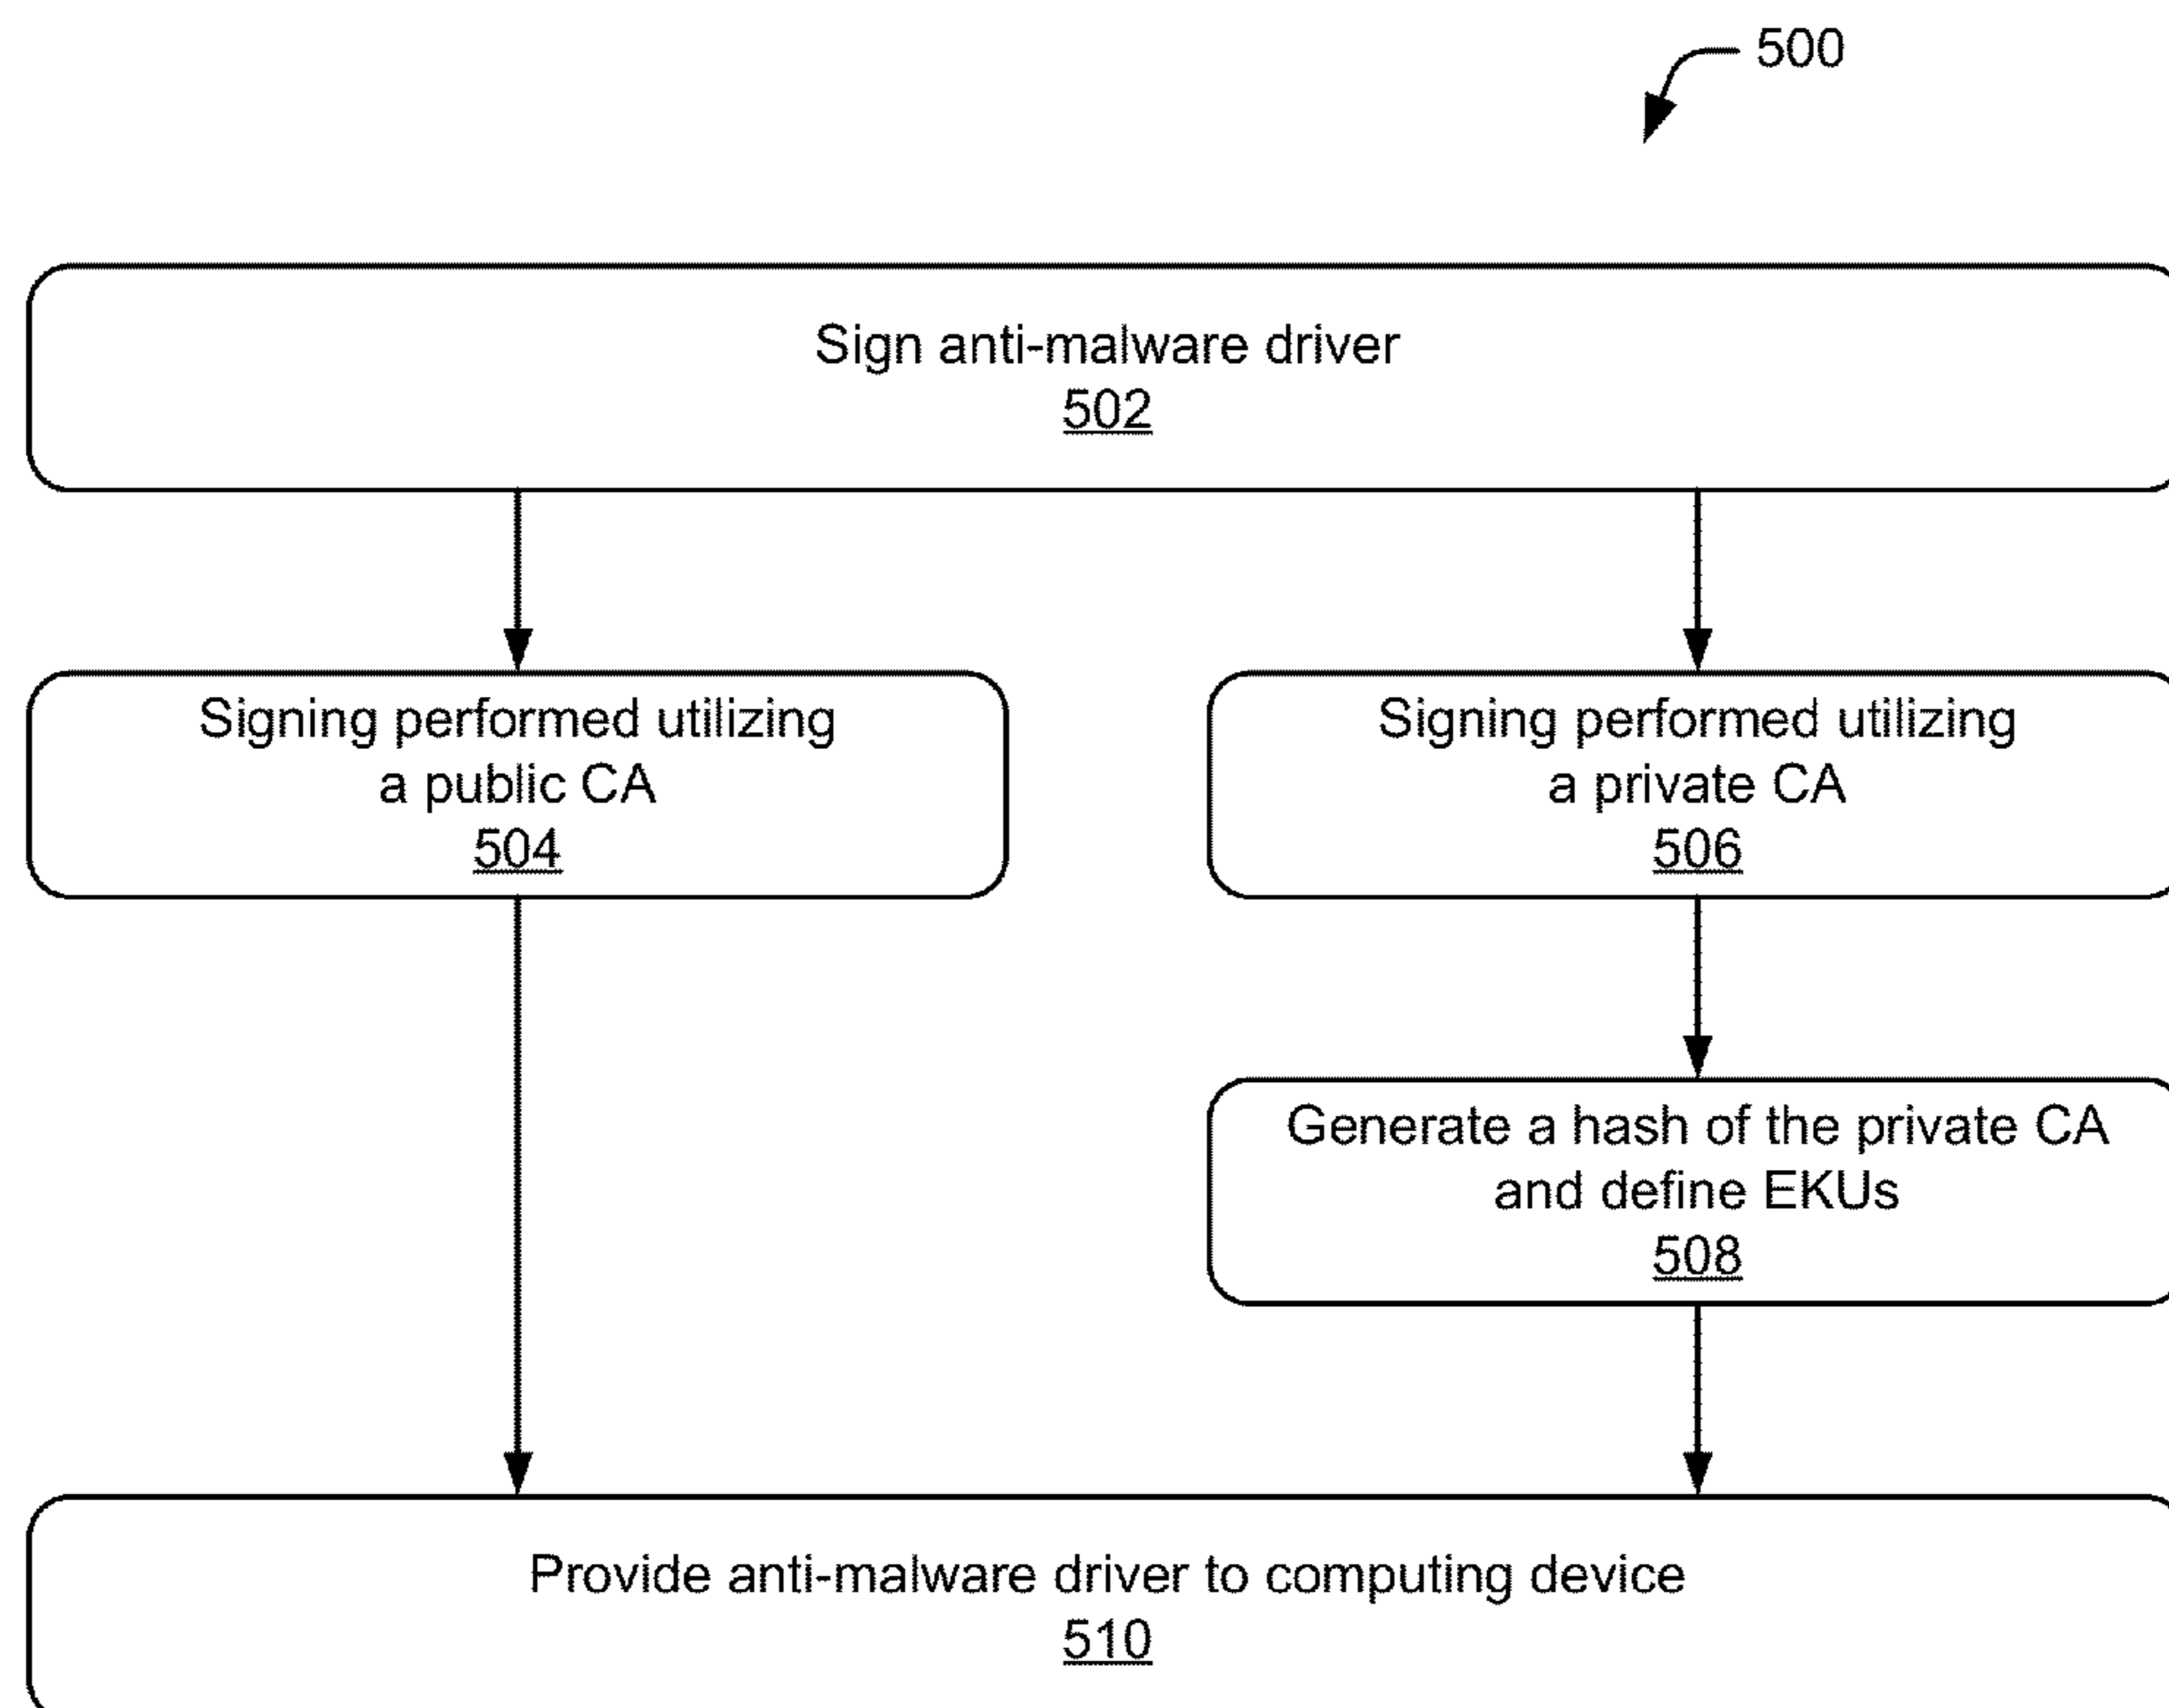 500
Sign anti-malware driver
502
Signing performed utilizing
a public CA
504
Signing performed utilizing
a private CA
506
Generate a hash of the private CA
and define EKUs
508
Provide anti-malware driver to computing device
510